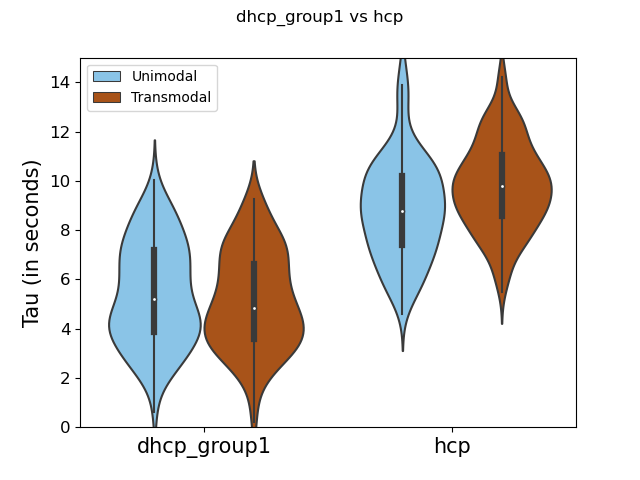 dhcp_group1 vs hcp
Unimodal
Transmodal
Tau (in seconds)
14
12
10
8
6
4
2
0
dhcp_group1
hcp